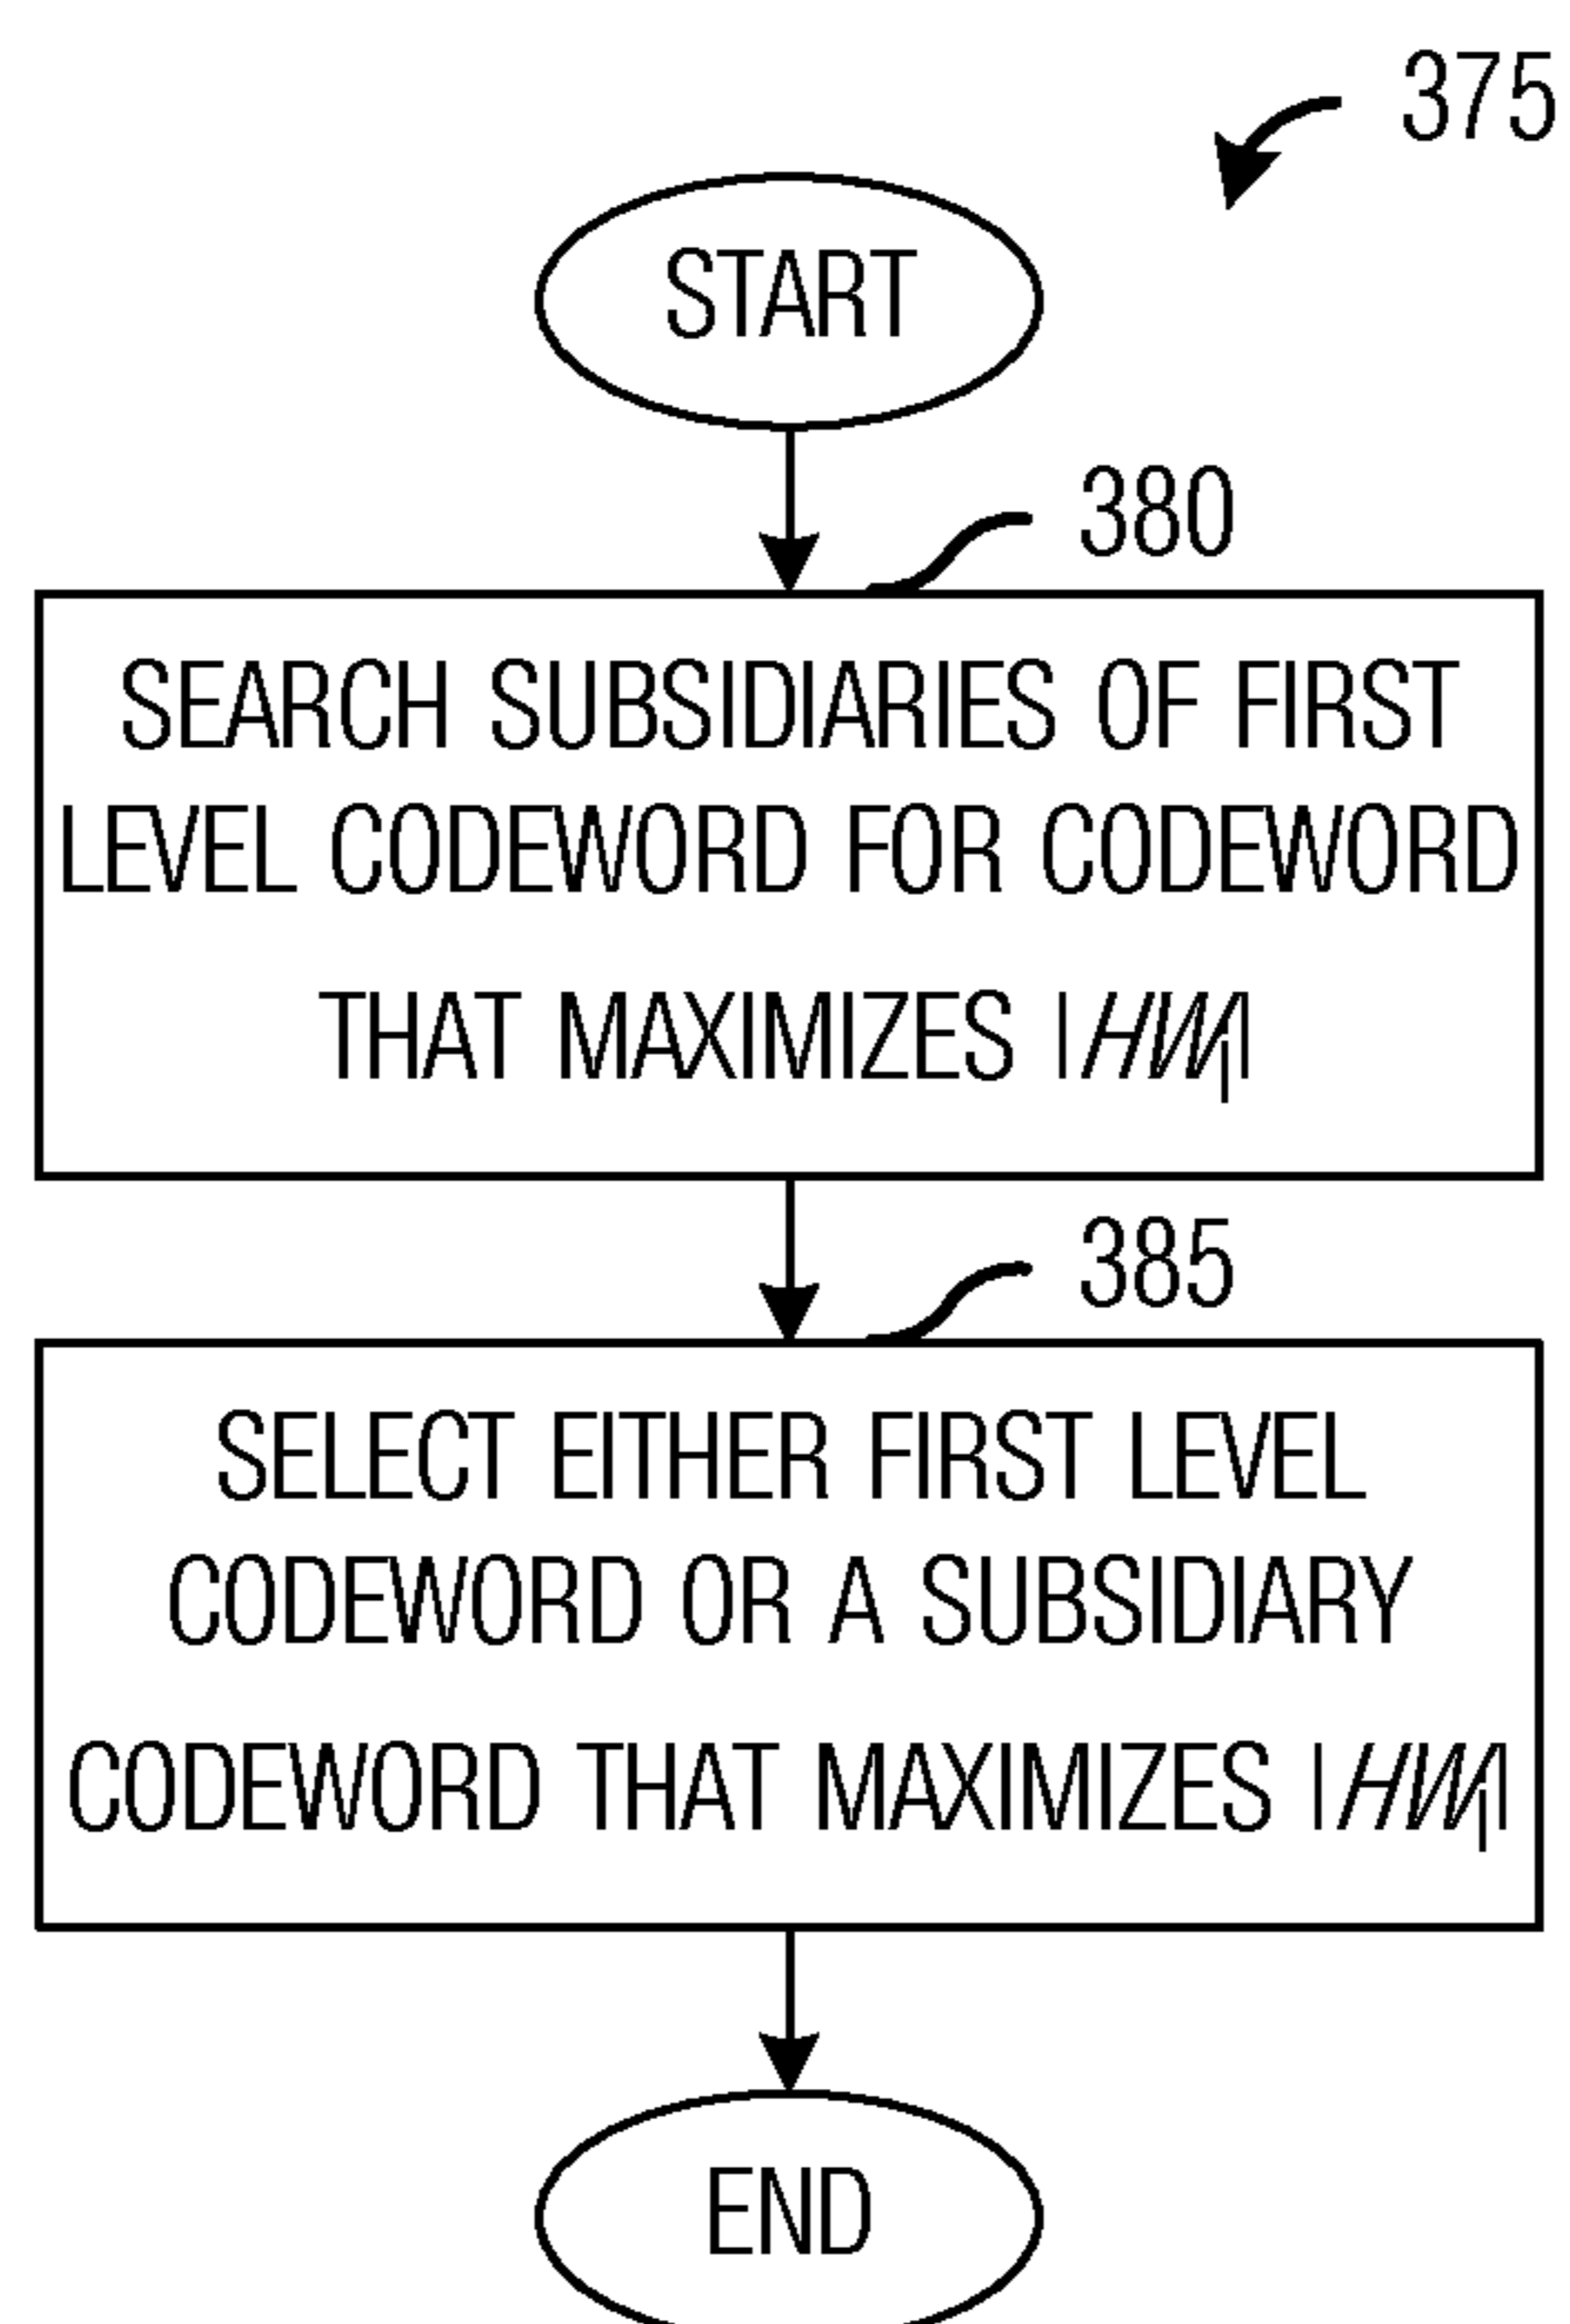 375
START
380
SEARCH SUBSIDIARIES OF FIRST
LEVEL CODEWORD FOR CODEWORD
THAT MAXIMIZES |HW|
385
SELECT EITHER FIRST LEVEL
CODEWORD OR A SUBSIDIARY
CODEWORD THAT MAXIMIZES |HW|
END